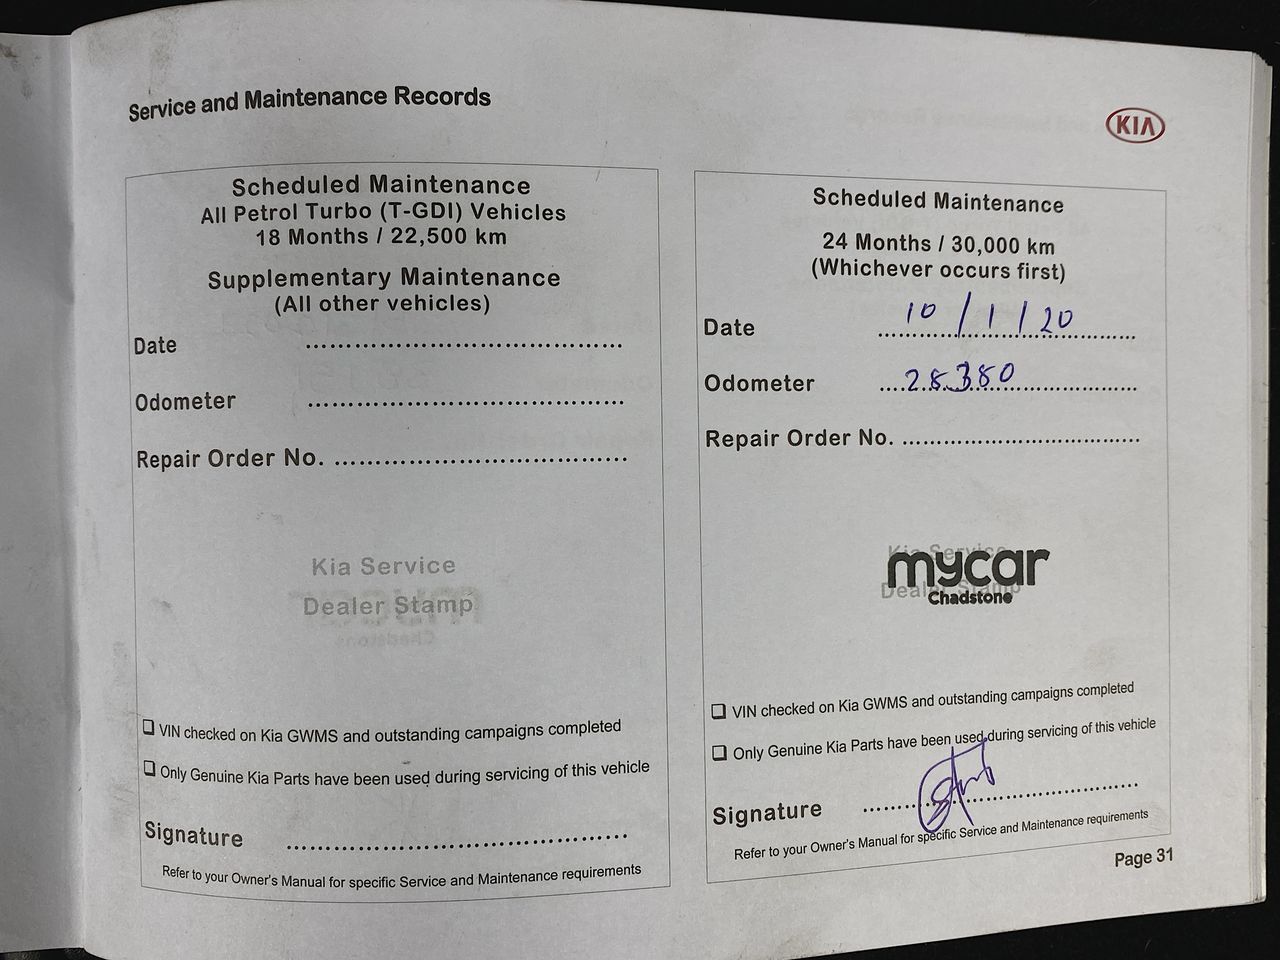 Service and Maintenance Records
KIA
Scheduled Maintenance
All Petrol Turbo (T-GDI) Vehicles
18 Months / 22,500 km
Supplementary Maintenance
(All other vehicles)
Date
Odometer
Repair Order No.
Kia Service
Dealer Stamp
❏ VIN checked on Kia GWMS and outstanding campaigns completed
❏ Only Genuine Kia Parts have been used during servicing of this vehicle
Signature
Refer to your Owner's Manual for specific Service and Maintenance requirements
Scheduled Maintenance
24 Months / 30,000 km
(Whichever occurs first)
Date 10/1/20
Odometer 28380
Repair Order No.
Kia Service
mycar
Dealer Stamp
Chadstone
❏ VIN checked on Kia GWMS and outstanding campaigns completed
❏ Only Genuine Kia Parts have been used during servicing of this vehicle
Signature
Refer to your Owner's Manual for specific Service and Maintenance requirements
Page 31